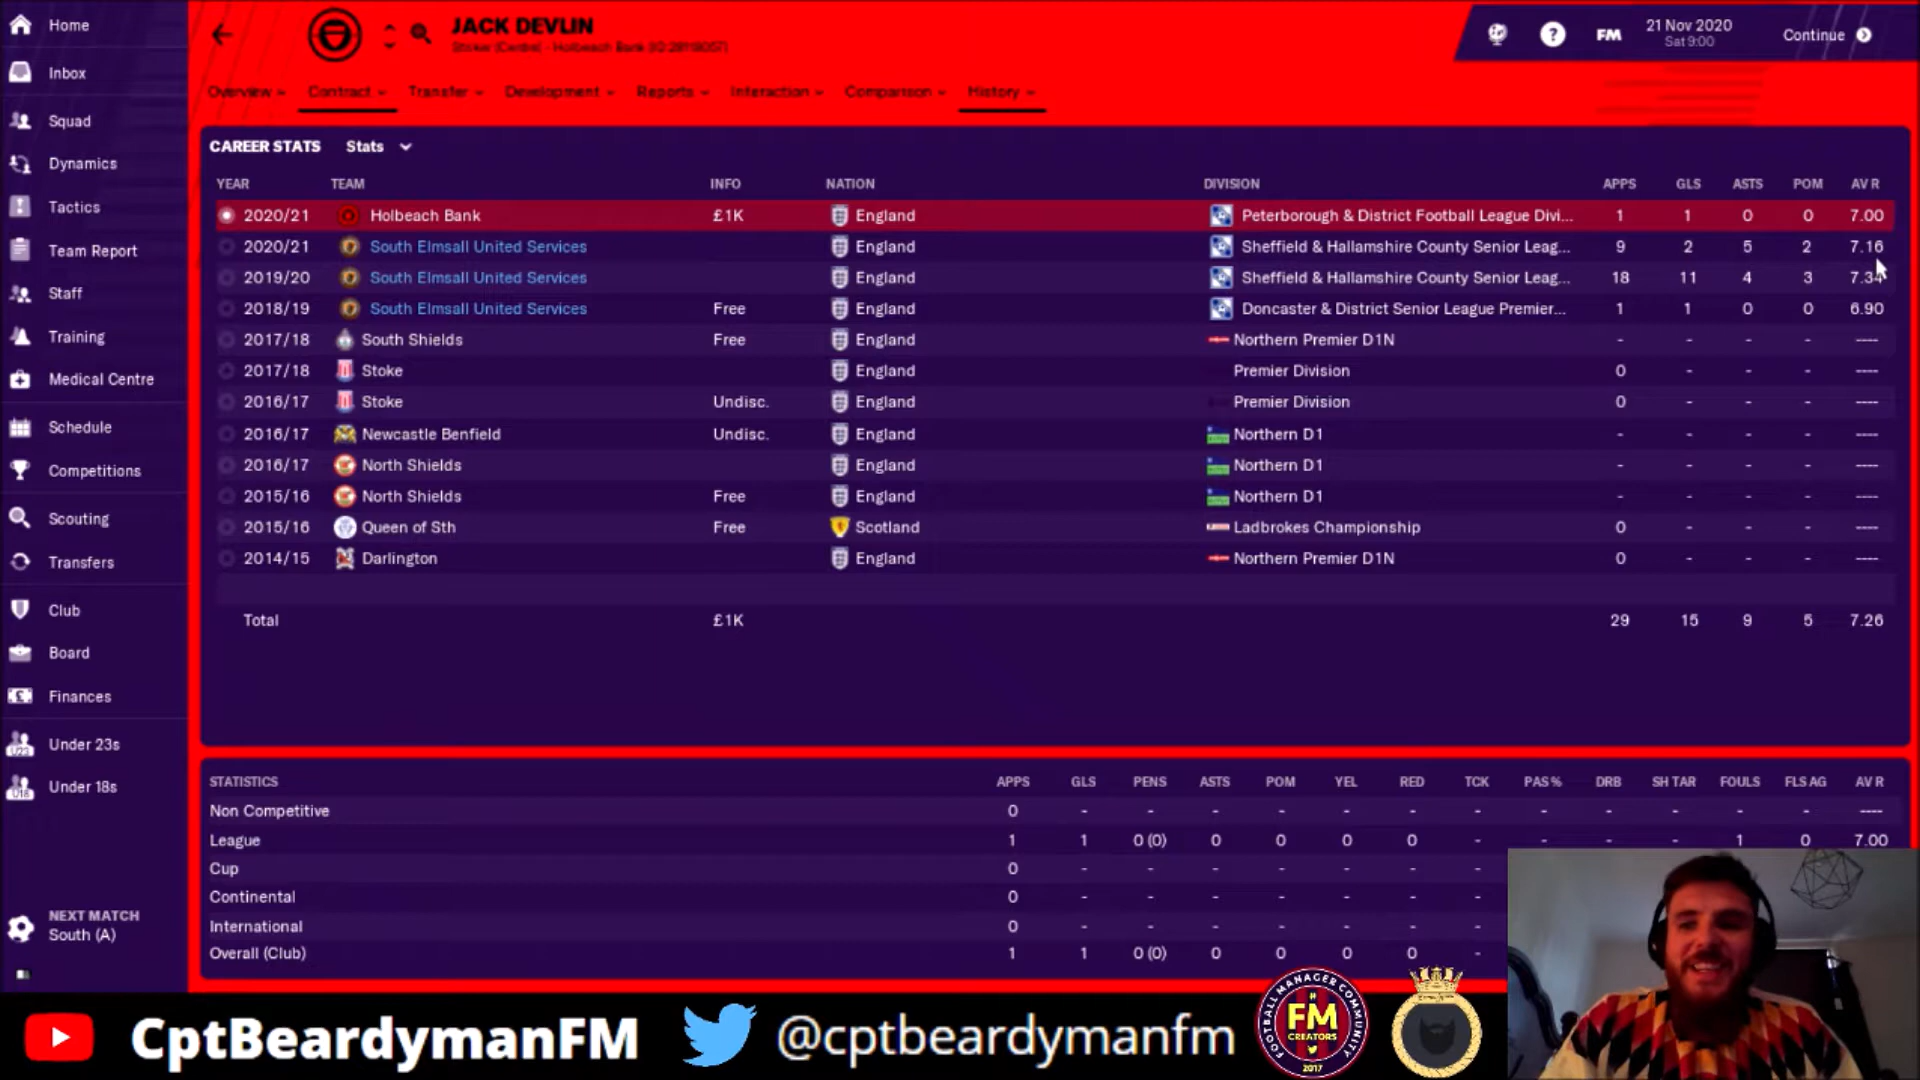 Home
Inbox
Squad
Dynamics
Tactics
Team Report
Staff
Training
Medical Centre
Schedule
Competitions
Scouting
Transfers
Club
Board
Finances
Under 23s
Under 18s
NEXT MATCH
South (A)
JACK DEVLIN
Striker (Centre) - Holbeach Bank
FM
21 Nov 2020
Sat 9:00
Continue
Overview Contract Transfer Development Reports Interaction Comparison History
CAREER STATS Stats
YEAR TEAM INFO NATION DIVISION APPS GLS ASTS POM AV R
2020/21 Holbeach Bank £1K England Peterborough & District Football League Divi... 1 1 0 0 7.00
2020/21 South Elmsall United Services England Sheffield & Hallamshire County Senior Leag... 9 2 5 2 7.16
2019/20 South Elmsall United Services England Sheffield & Hallamshire County Senior Leag... 18 11 4 3 7.34
2018/19 South Elmsall United Services Free England Doncaster & District Senior League Premier... 1 1 0 0 6.90
2017/18 South Shields Free England Northern Premier D1N - - - - ----
2017/18 Stoke England Premier Division 0 - - - ----
2016/17 Stoke Undisc. England Premier Division 0 - - - ----
2016/17 Newcastle Benfield Undisc. England Northern D1 - - - - ----
2016/17 North Shields England Northern D1 - - - - ----
2015/16 North Shields Free England Northern D1 - - - - ----
2015/16 Queen of Sth Free Scotland Ladbrokes Championship 0 - - - ----
2014/15 Darlington England Northern Premier D1N 0 - - - ----
Total £1K 29 15 9 5 7.26
STATISTICS APPS GLS PENS ASTS POM YEL RED TCK PAS % DRB SH TAR FOULS FLS AG AV R
Non Competitive 0 - - - - - - - - - - - - ----
League 1 1 0 (0) 0 0 0 0 - - - - 1 0 7.00
Cup 0 - - - - - - -
Continental 0 - - - - - - -
International 0 - - - - - - -
Overall (Club) 1 1 0 (0) 0 0 0 0 -
CptBeardymanFM
@cptbeardymanfm
FOOTBALL MANAGER COMMUNITY
#
FM
CREATORS
2017